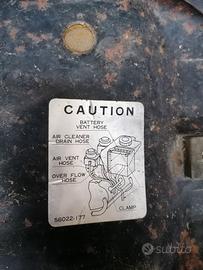 CAUTION
BATTERY
VENT HOSE
AIR CLEANER
DRAIN HOSE
AIR VENT
HOSE
OVER FLOW
HOSE
CLAMP
56022-177
subito